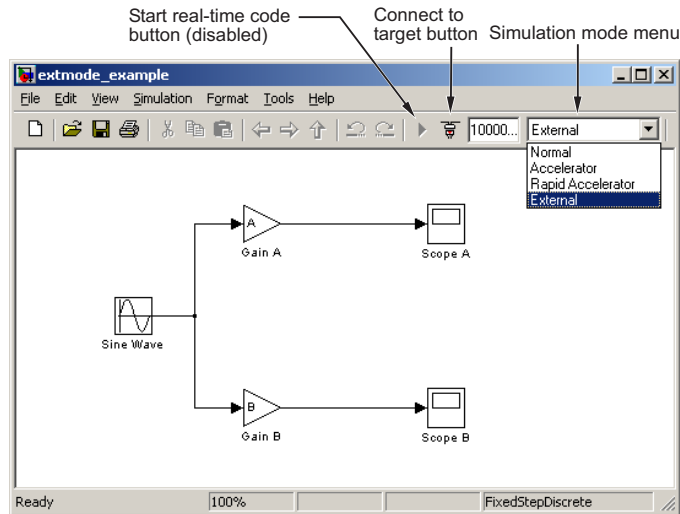 Start real-time code
button (disabled)
Connect to
target button
Simulation mode menu
extmode_example
File Edit View Simulation Format Tools Help
10000... External
Normal
Accelerator
Rapid Accelerator
External
A
Gain A
Scope A
Sine Wave
B
Gain B
Scope B
Ready 100% FixedStepDiscrete